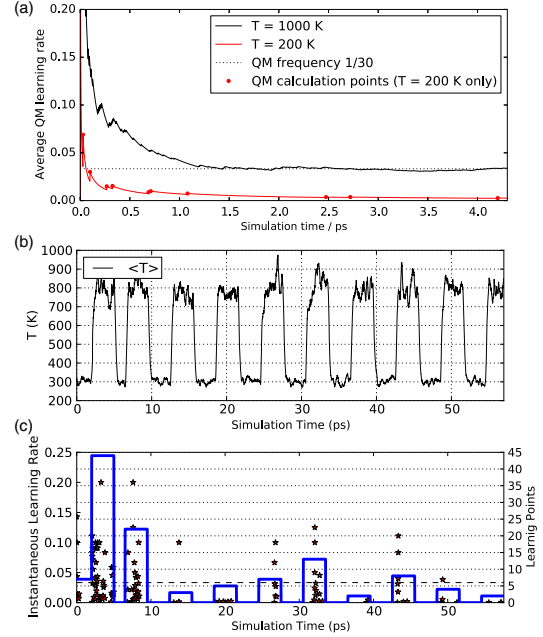 (a)
0.20
0.15
0.10
0.05
0.00
Average QM learning rate
T = 1000 K
T = 200 K
QM frequency 1/30
QM calculation points (T = 200 K only)
0.0 0.5 1.0 1.5 2.0 2.5 3.0 3.5 4.0
Simulation time / ps
(b)
1000
900
800
700
600
500
400
300
200
T (K)
<T>
0 10 20 30 40 50
Simulation Time (ps)
(c)
0.25
0.20
0.15
0.10
0.05
0.00
Instantaneous Learning Rate
45
40
35
30
25
20
15
10
5
0
Learnig Points
0 10 20 30 40 50
Simulation Time (ps)